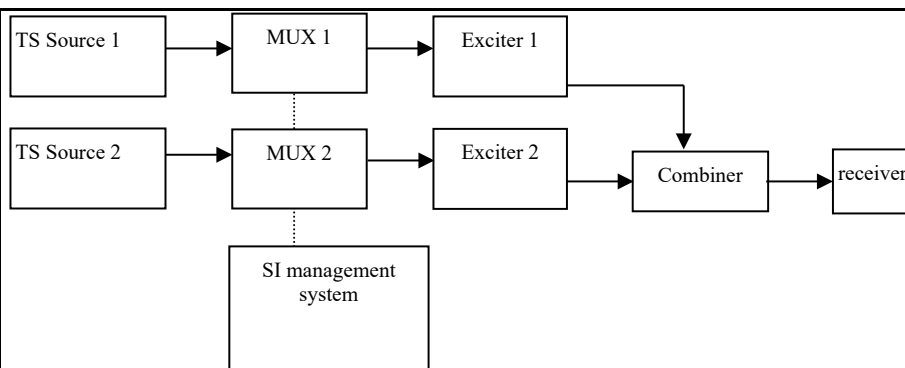 TS Source 1
MUX 1
Exciter 1
TS Source 2
MUX 2
Exciter 2
Combiner
receiver
SI management
system